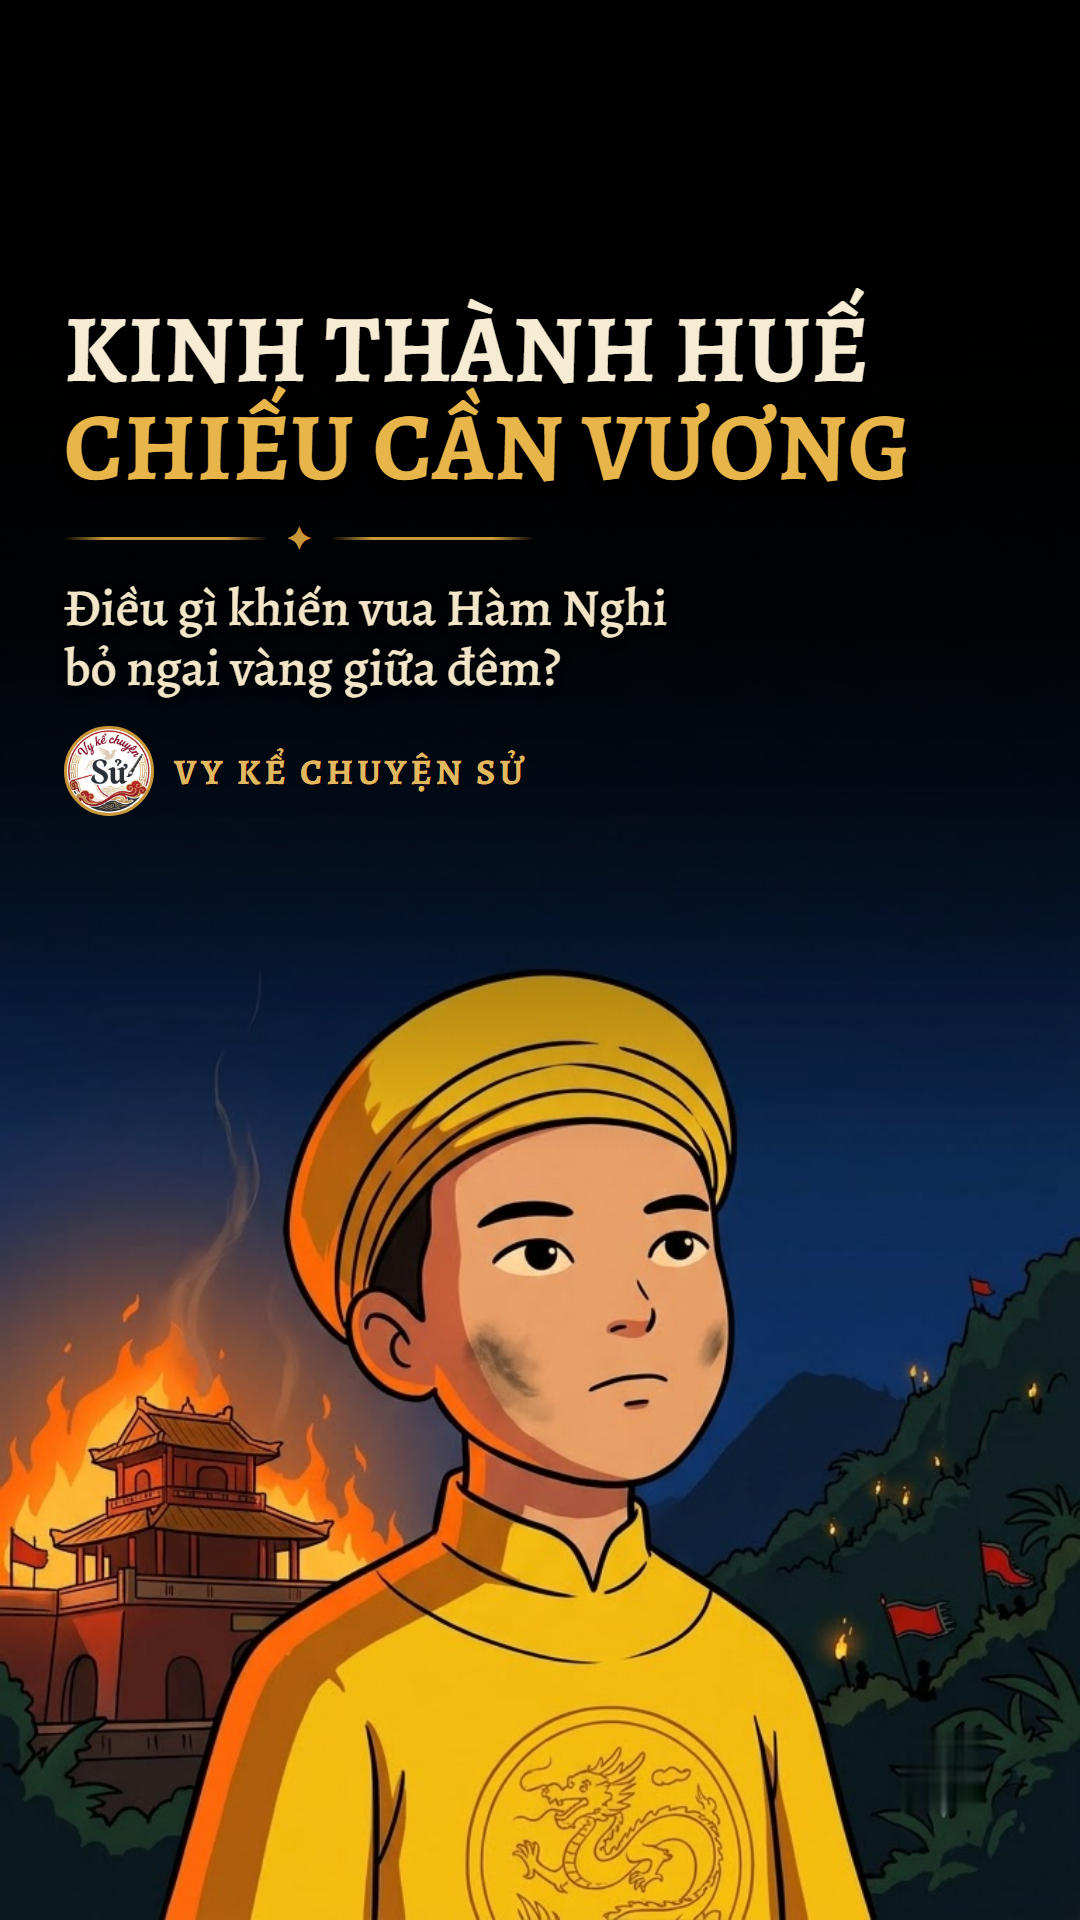 KINH THÀNH HUẾ
CHIẾU CẦN VƯƠNG
Điều gì khiến vua Hàm Nghi
bỏ ngai vàng giữa đêm?
Vy kể chuyện
Sử
VY KỂ CHUYỆN SỬ